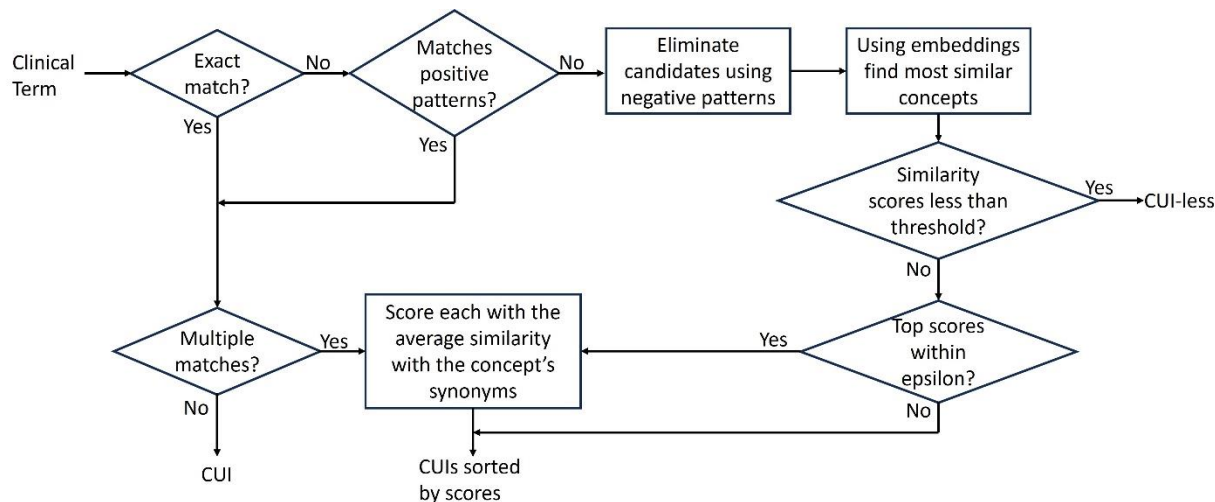 Clinical
Term
Exact
match?
No
Matches
positive
patterns?
No
Eliminate
candidates using
negative patterns
Using embeddings
find most similar
concepts
Yes
Yes
Similarity
scores less than
threshold?
Yes
CUI-less
No
Multiple
matches?
Yes
Score each with the
average similarity
with the concept’s
synonyms
Yes
Top scores
within
epsilon?
No
No
CUI
CUIs sorted
by scores